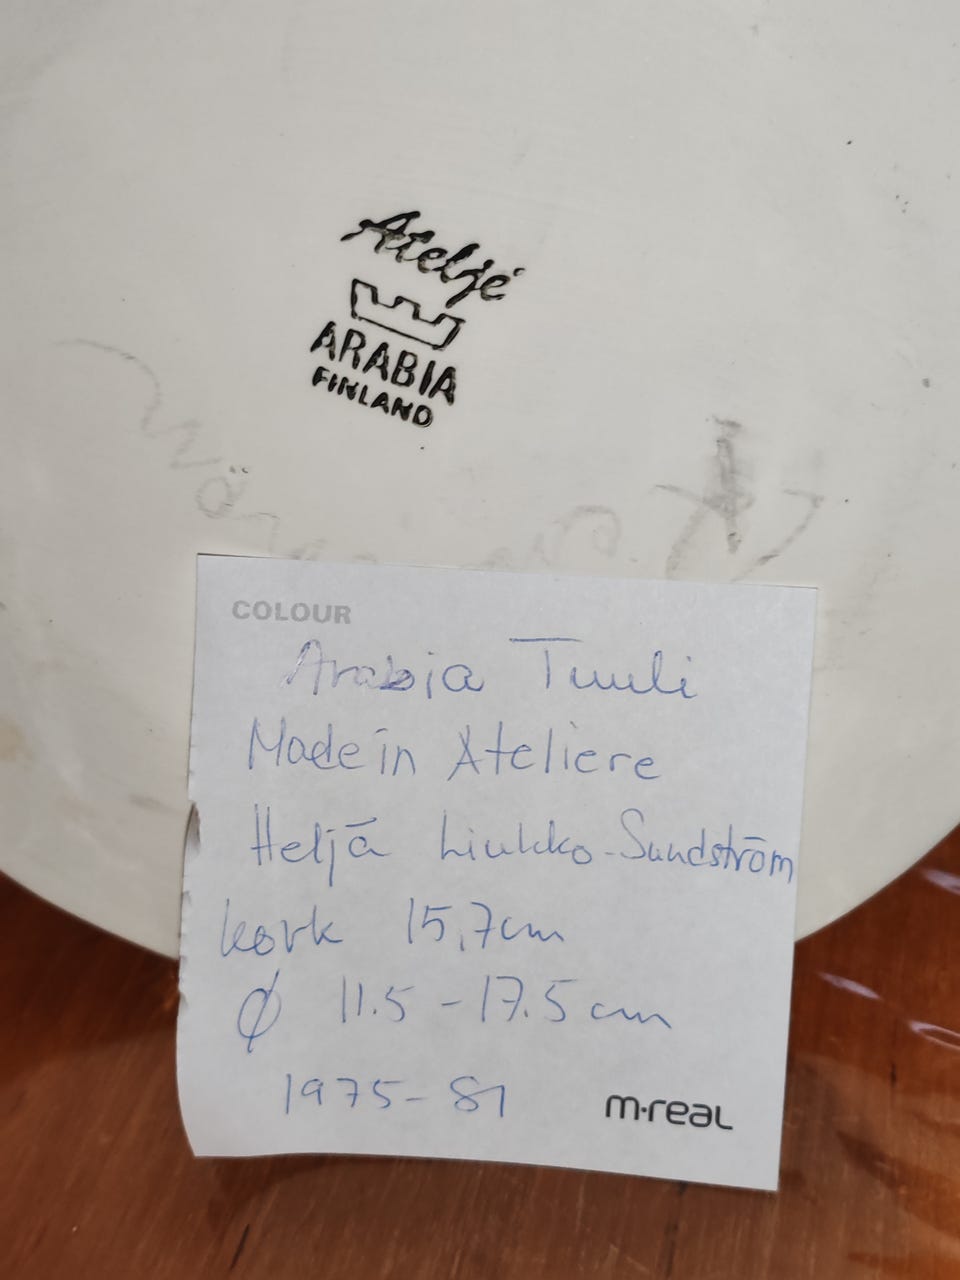 Ateljé
ARABIA
FINLAND
COLOUR
Arabia Tuuli
Made in Ateliere
Heljä Liukko-Sundström
kork 15,7cm
Ø 11.5-17.5 cm
1975-81
m·real